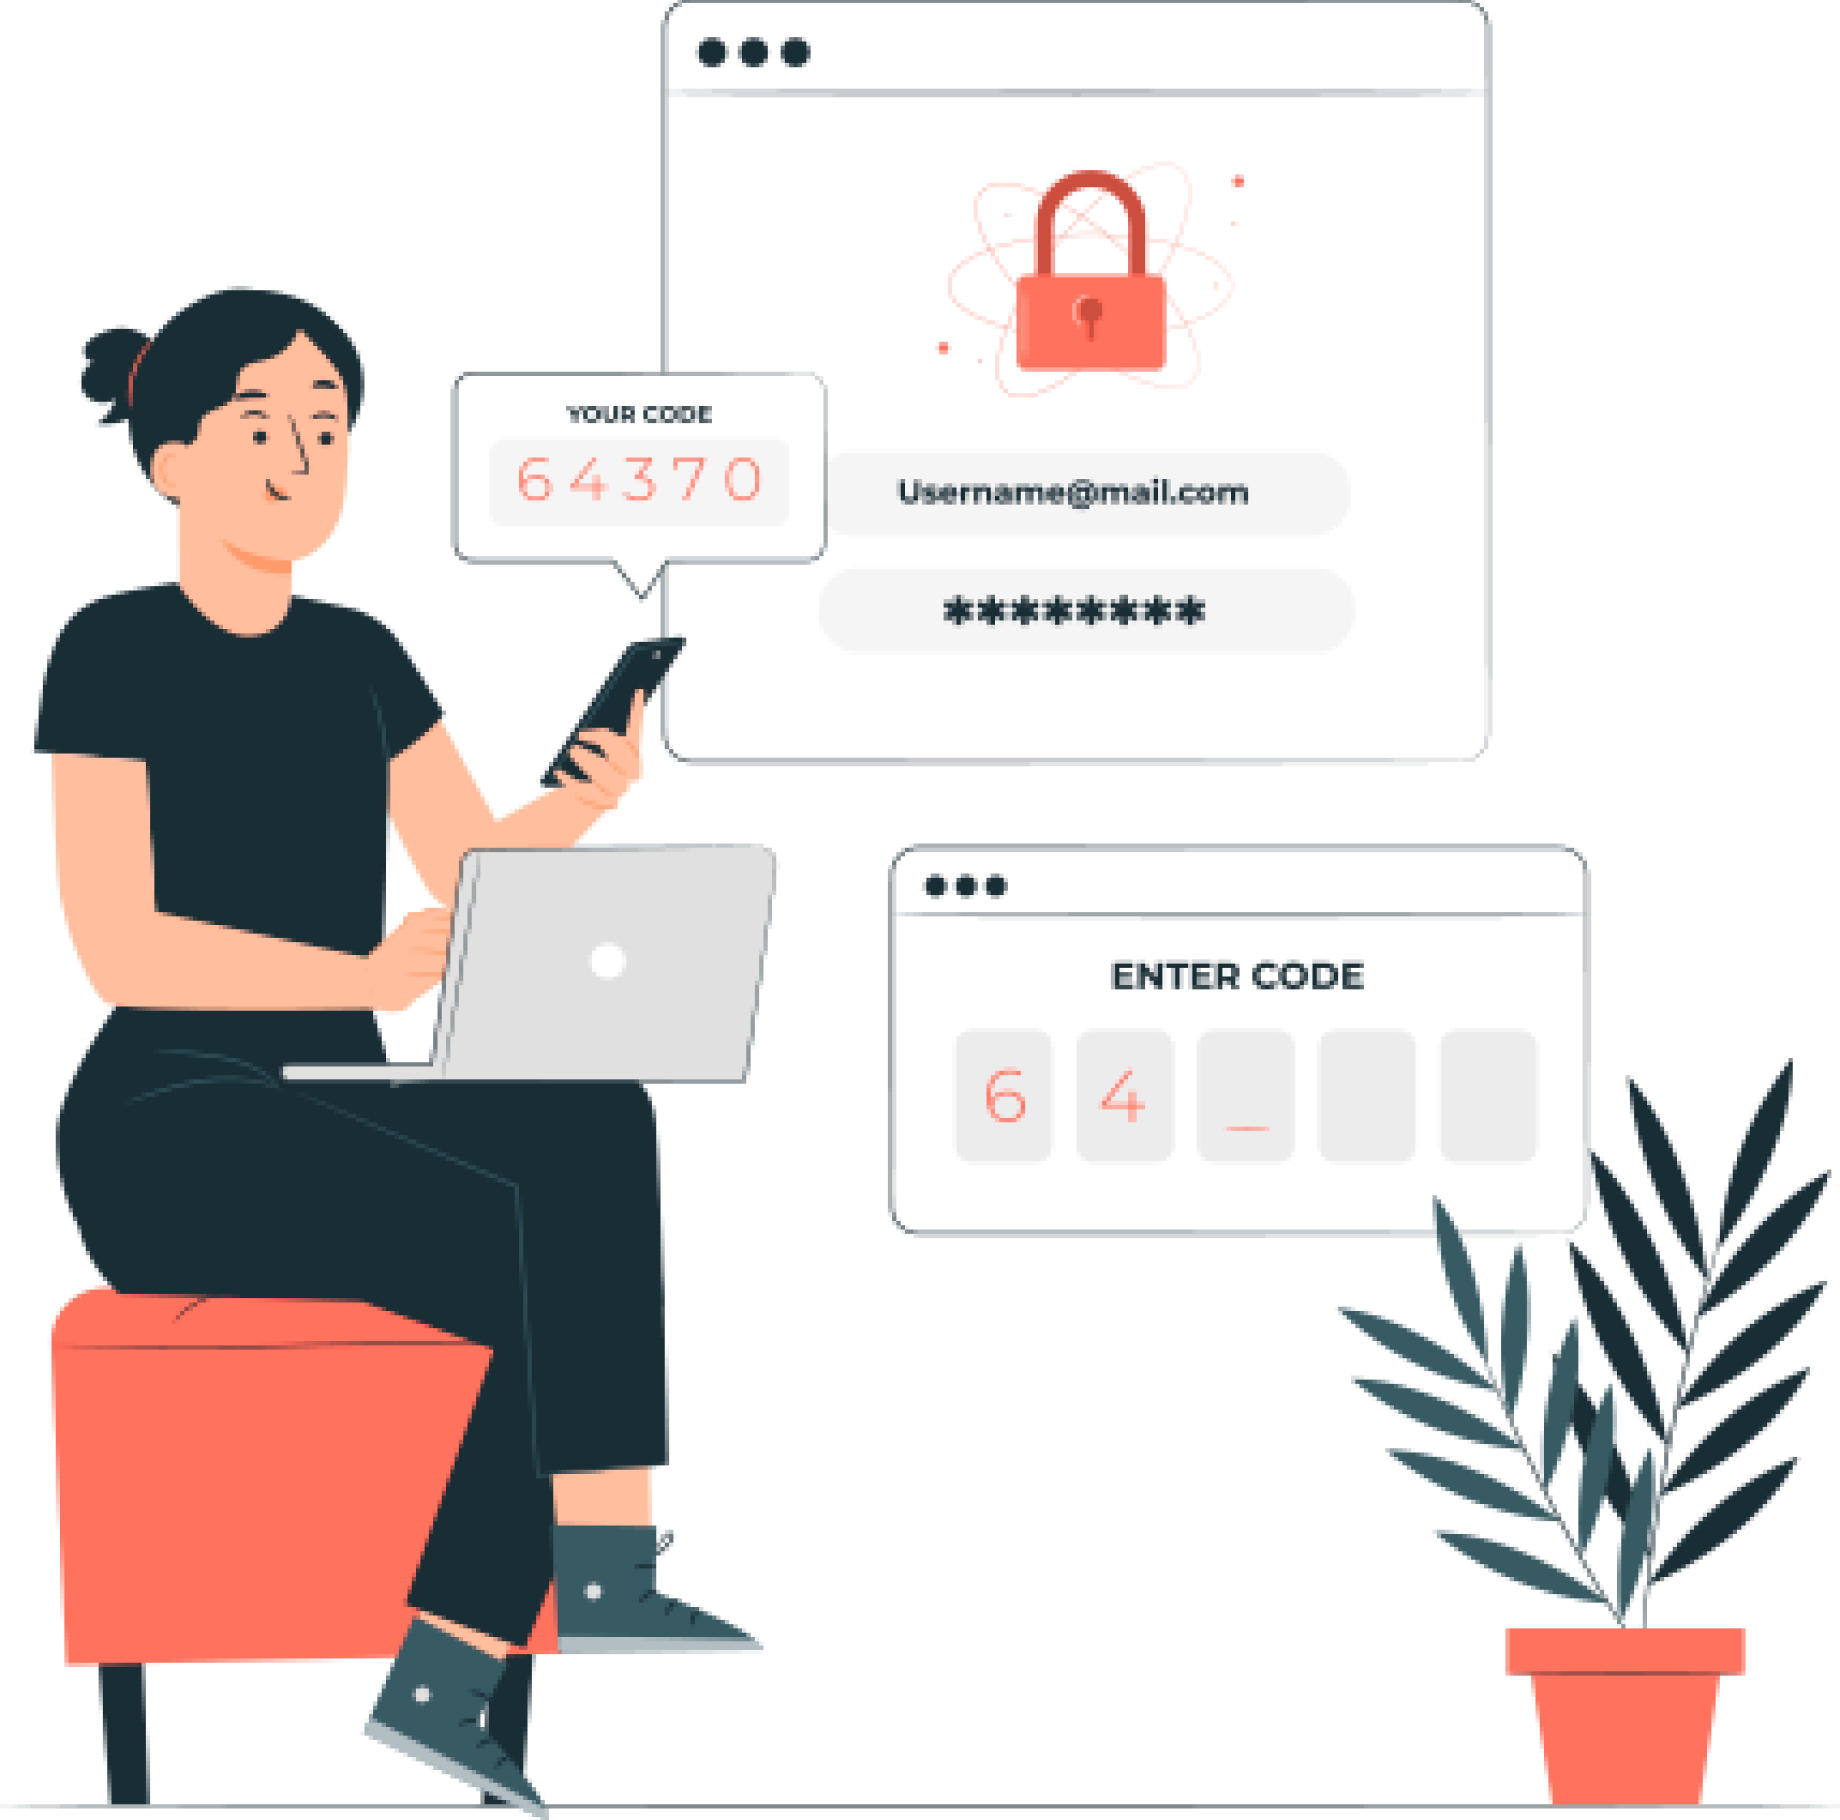 YOUR CODE
64370
Username@mail.com
********
ENTER CODE
6 4 _